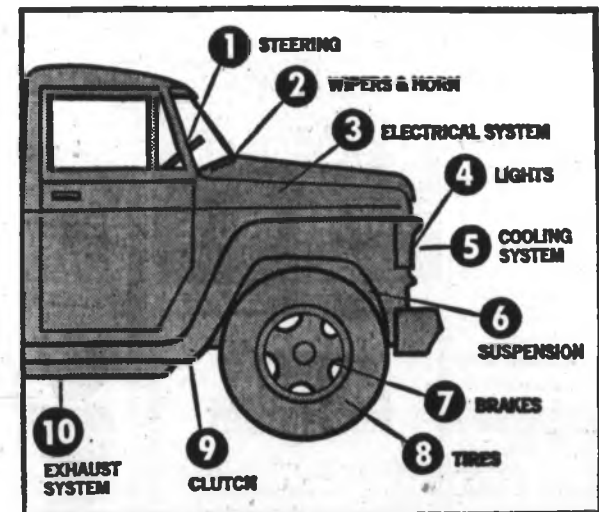 1 STEERING
2 WIPERS & HORN
3 ELECTRICAL SYSTEM
4 LIGHTS
5 COOLING
SYSTEM
6
SUSPENSION
7 BRAKES
8 TIRES
9
CLUTCH
10
EXHAUST
SYSTEM